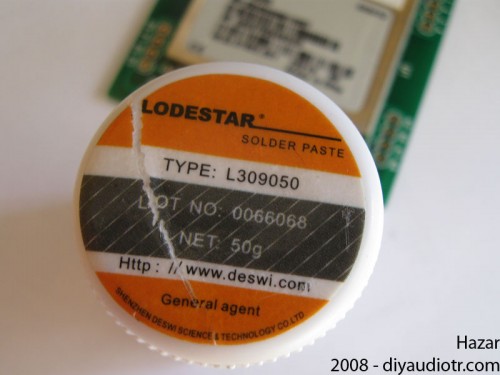 LODESTAR®
SOLDER PASTE
TYPE: L309050
LOT NO: 0066068
NET: 50g
Http : // www.deswi.com
General agent
SHENZHEN DESWI SCIENCE & TECHNOLOGY CO LTD
Hazar
2008 - diyaudiotr.com